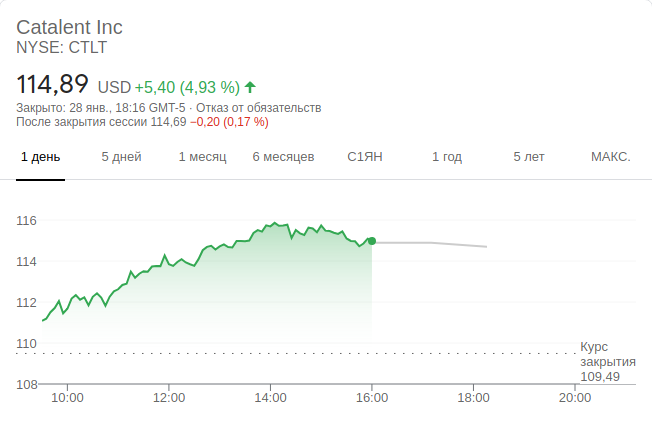 Catalent Inc
NYSE: CTLT
114,89 USD +5,40 (4,93 %)
Закрыто: 28 янв., 18:16 GMT-5 · Отказ от обязательств
После закрытия сессии 114,69 −0,20 (0,17 %)
1 день 5 дней 1 месяц 6 месяцев С1ЯН 1 год 5 лет МАКС.
116
114
112
110
Курс
закрытия
109,49
108
10:00 12:00 14:00 16:00 18:00 20:00